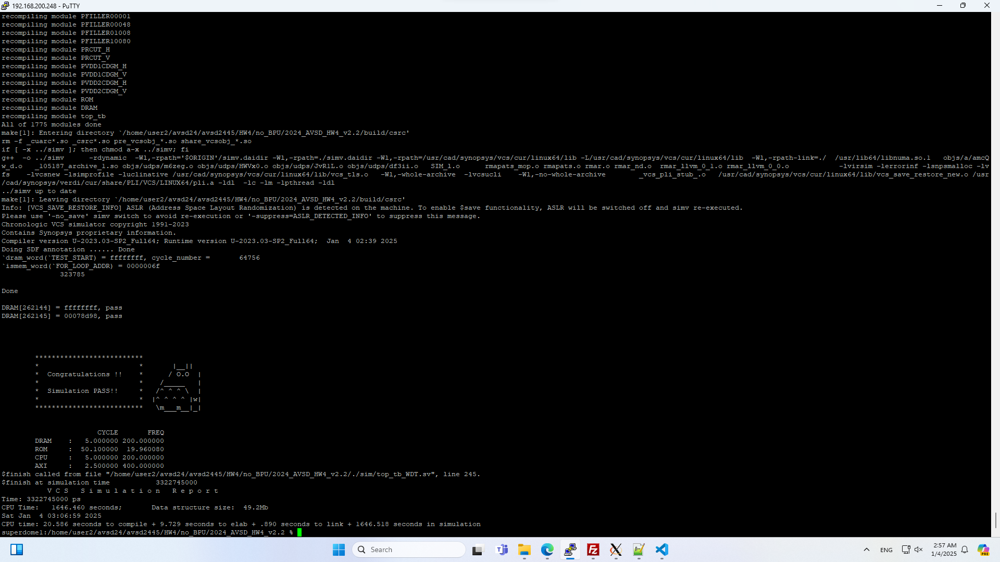 192.168.200.248 - PuTTY
recompiling module PFILLER00001
recompiling module PFILLER00048
recompiling module PFILLER01008
recompiling module PFILLER10080
recompiling module PRCUT_H
recompiling module PRCUT_V
recompiling module PVDD1CDGM_H
recompiling module PVDD1CDGM_V
recompiling module PVDD2CDGM_H
recompiling module PVDD2CDGM_V
recompiling module ROM
recompiling module DRAM
recompiling module top_tb
All of 1775 modules done
make[1]: Entering directory `/home/user2/avsd24/avsd2445/HW4/no_BPU/2024_AVSD_HW4_v2.2/build/csrc'
rm -f _cuarc*.so _csrc*.so pre_vcsobj_*.so share_vcsobj_*.so
if [ -x ../simv ]; then chmod a-x ../simv; fi
g++  -o ../simv      -rdynamic  -Wl,-rpath='$ORIGIN'/simv.daidir -Wl,-rpath=./simv.daidir -Wl,-rpath=/usr/cad/synopsys/vcs/cur/linux64/lib -L/usr/cad/synopsys/vcs/cur/linux64/lib  -Wl,-rpath-link=./  /usr/lib64/libnuma.so.1   objs/a/amcQ
w_d.o   _105187_archive_1.so objs/udps/m6zeg.o objs/udps/HWVx0.o objs/udps/JvR1L.o objs/udps/df3ii.o   SIM_l.o      rmapats_mop.o rmapats.o rmar.o rmar_nd.o  rmar_llvm_0_1.o rmar_llvm_0_0.o            -lvirsim -lerrorinf -lsnpsmalloc -lv
fs    -lvcsnew -lsimprofile -luclinative /usr/cad/synopsys/vcs/cur/linux64/lib/vcs_tls.o   -Wl,-whole-archive  -lvcsucli    -Wl,-no-whole-archive        _vcs_pli_stub_.o   /usr/cad/synopsys/vcs/cur/linux64/lib/vcs_save_restore_new.o /usr
/cad/synopsys/verdi/cur/share/PLI/VCS/LINUX64/pli.a -ldl  -lc -lm -lpthread -ldl
../simv up to date
make[1]: Leaving directory `/home/user2/avsd24/avsd2445/HW4/no_BPU/2024_AVSD_HW4_v2.2/build/csrc'
Info: [VCS_SAVE_RESTORE_INFO] ASLR (Address Space Layout Randomization) is detected on the machine. To enable $save functionality, ASLR will be switched off and simv re-executed.
Please use '-no_save' simv switch to avoid re-execution or '-suppress=ASLR_DETECTED_INFO' to suppress this message.
Chronologic VCS simulator copyright 1991-2023
Contains Synopsys proprietary information.
Compiler version U-2023.03-SP2_Full64; Runtime version U-2023.03-SP2_Full64;  Jan  4 02:39 2025
Doing SDF annotation ...... Done
`dram_word(`TEST_START) = ffffffff, cycle_number =       64756
`ismem_word(`FOR_LOOP_ADDR) = 0000006f
              323785
Done
DRAM[262144] = ffffffff, pass
DRAM[262145] = 00078d98, pass
        **************************
        *                        *       |__||
        *  Congratulations !!    *      / O.O  |
        *                        *    /_____   |
        *  Simulation PASS!!     *   /^ ^ ^ \  |
        *                        *  |^ ^ ^ ^ |w|
        **************************   \m___m__|_|
                       CYCLE       FREQ
        DRAM    :   5.000000 200.000000
        ROM     :  50.100000  19.960080
        CPU     :   5.000000 200.000000
        AXI     :   2.500000 400.000000
$finish called from file "/home/user2/avsd24/avsd2445/HW4/no_BPU/2024_AVSD_HW4_v2.2/./sim/top_tb_WDT.sv", line 245.
$finish at simulation time           3322745000
           V C S   S i m u l a t i o n   R e p o r t
Time: 3322745000 ps
CPU Time:   1646.460 seconds;       Data structure size:  49.2Mb
Sat Jan  4 03:06:59 2025
CPU time: 20.586 seconds to compile + 9.729 seconds to elab + .890 seconds to link + 1646.518 seconds in simulation
superdome1:/home/user2/avsd24/avsd2445/HW4/no_BPU/2024_AVSD_HW4_v2.2 %
Search
ENG
2:57 AM
1/4/2025
PRE